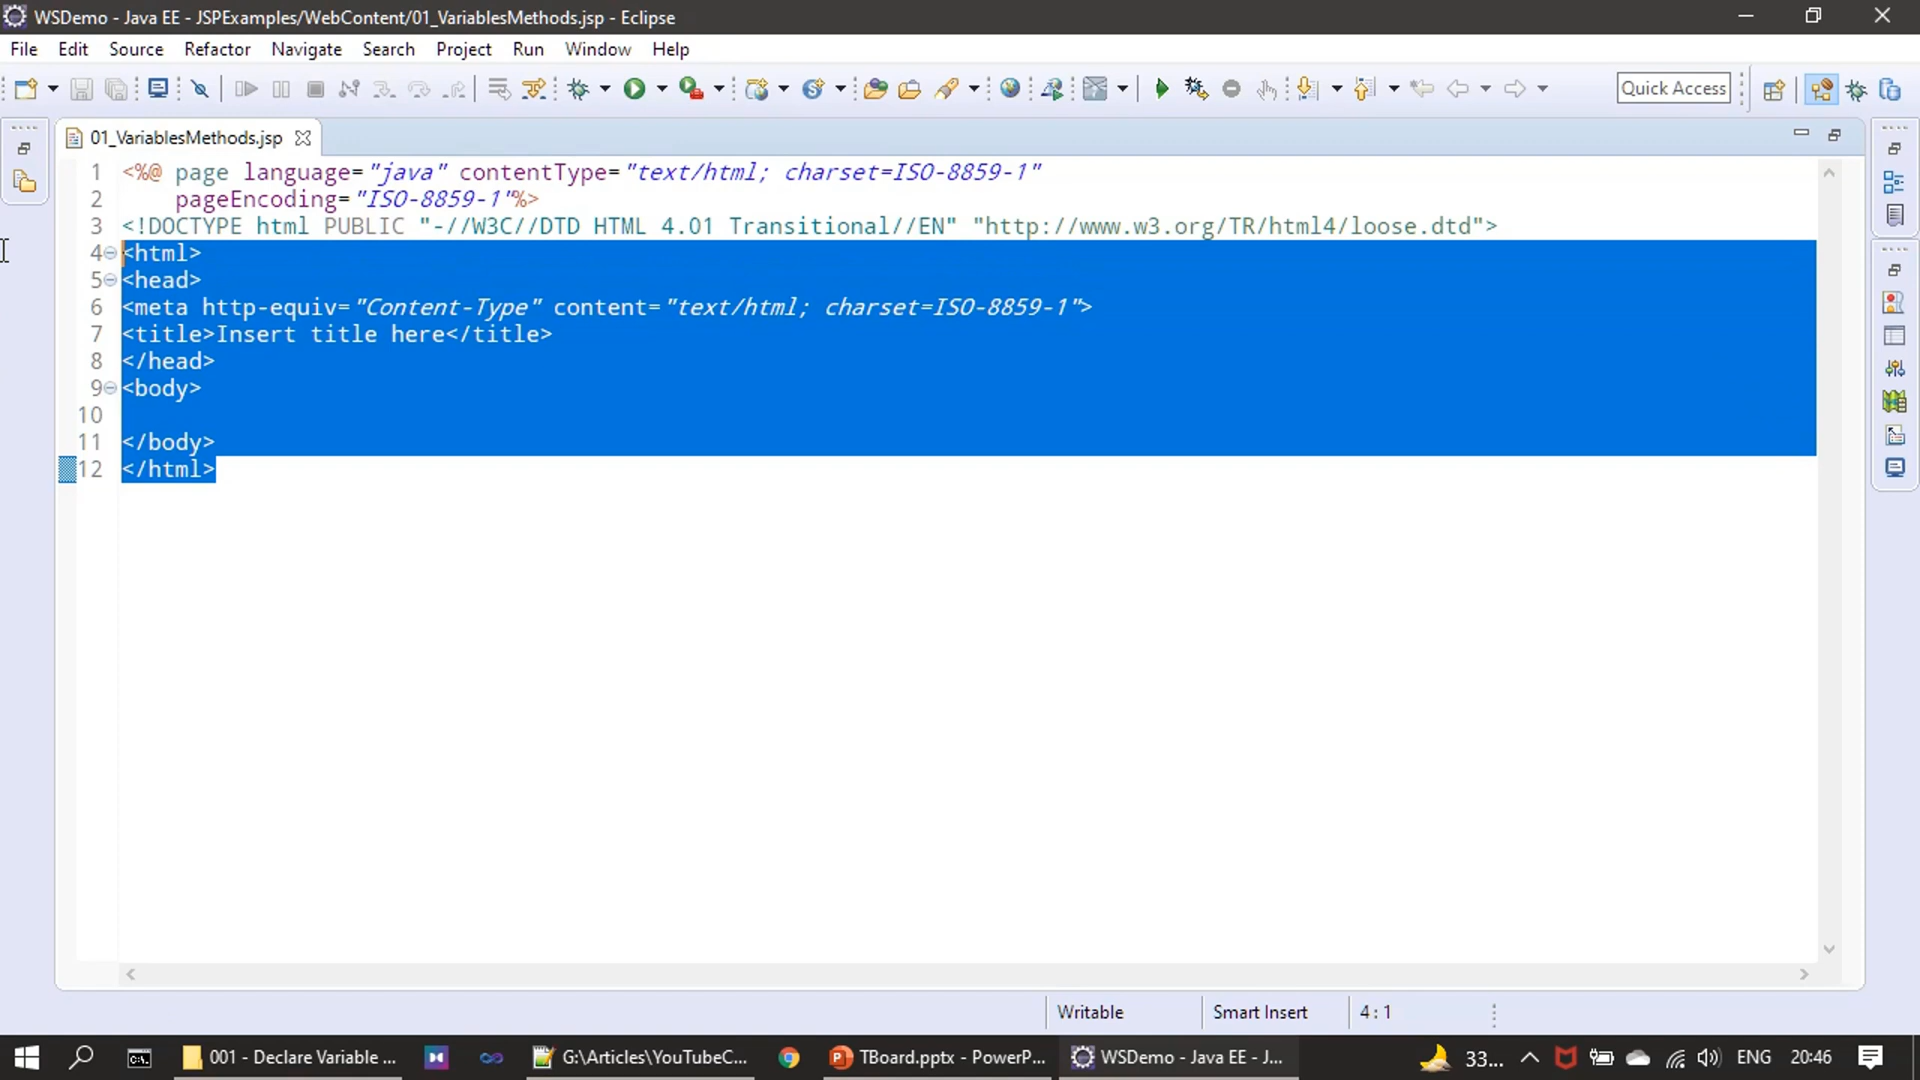 WSDemo - Java EE - JSPExamples/WebContent/01_VariablesMethods.jsp - Eclipse
File Edit Source Refactor Navigate Search Project Run Window Help
Quick Access
01_VariablesMethods.jsp
1 <%@ page language="java" contentType="text/html; charset=ISO-8859-1"
2 pageEncoding="ISO-8859-1"%>
3 <!DOCTYPE html PUBLIC "-//W3C//DTD HTML 4.01 Transitional//EN" "http://www.w3.org/TR/html4/loose.dtd">
4 <html>
5 <head>
6 <meta http-equiv="Content-Type" content="text/html; charset=ISO-8859-1">
7 <title>Insert title here</title>
8 </head>
9 <body>
10
11 </body>
12 </html>
Writable Smart Insert 4 : 1
001 - Declare Variable ... G:\Articles\YouTubeC... TBoard.pptx - PowerP... WSDemo - Java EE - J... 33... ENG 20:46